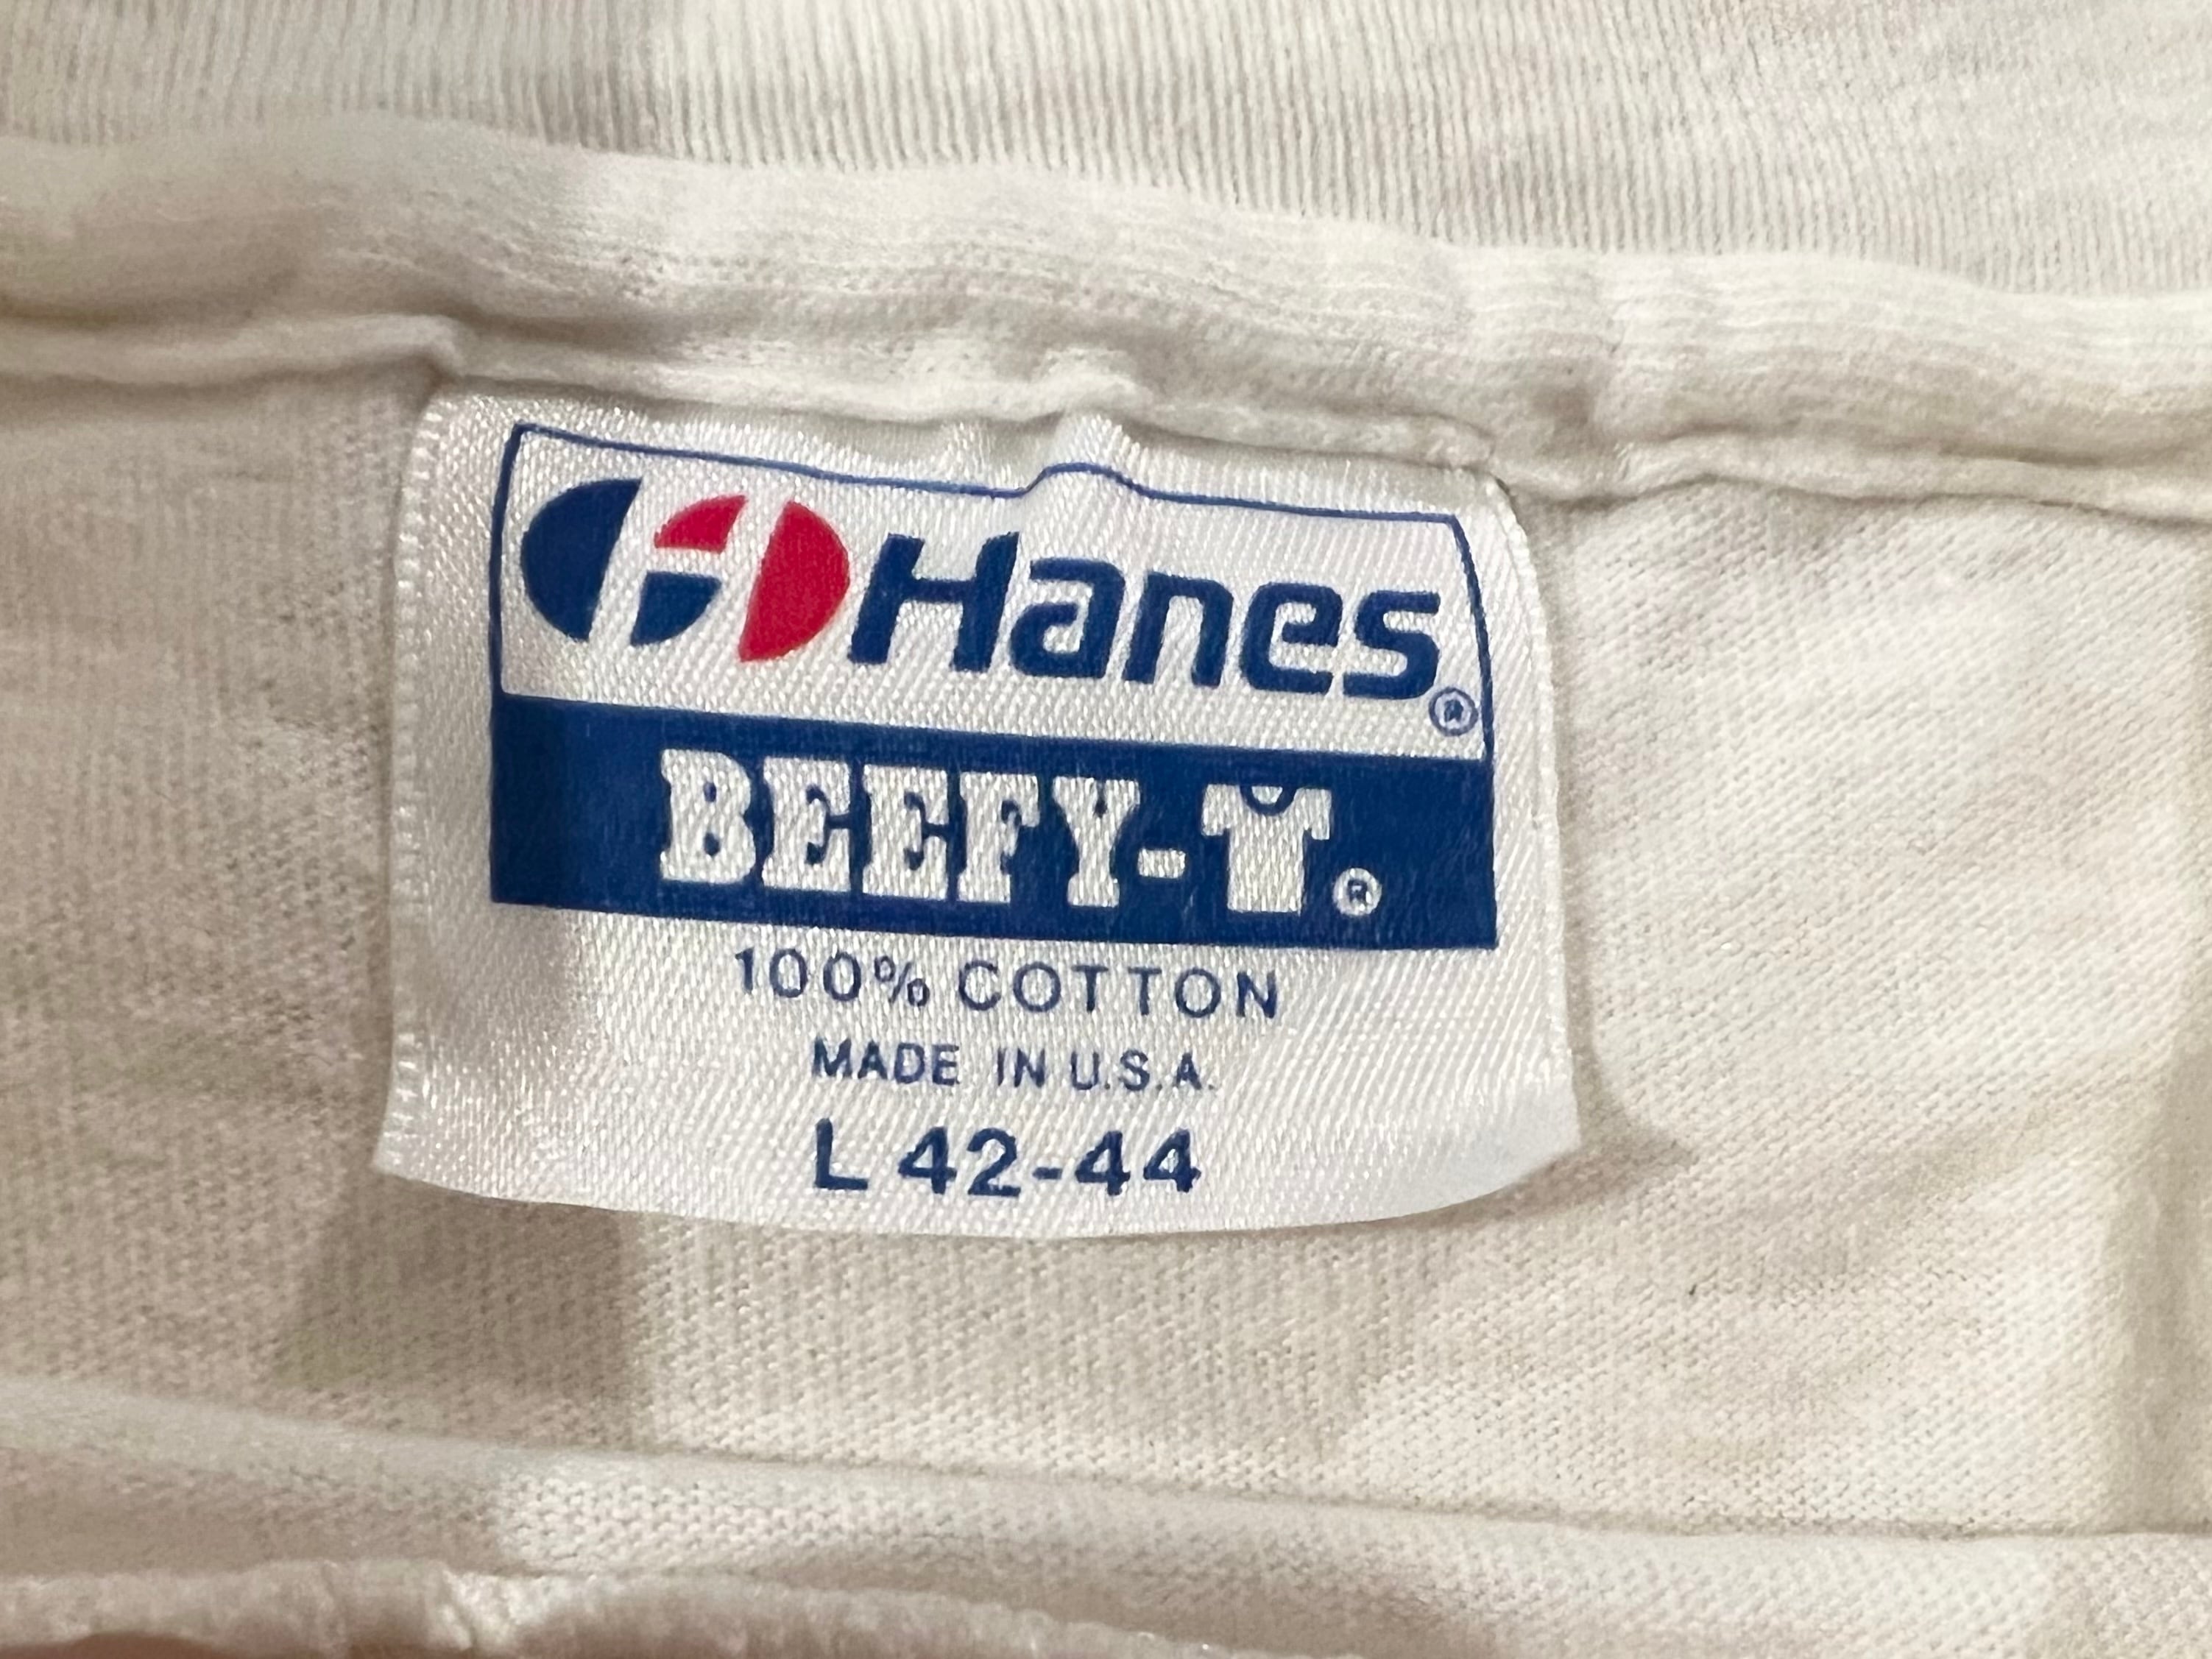 Hanes®
BEEFY-T®
100% COTTON
MADE IN U.S.A.
L 42-44